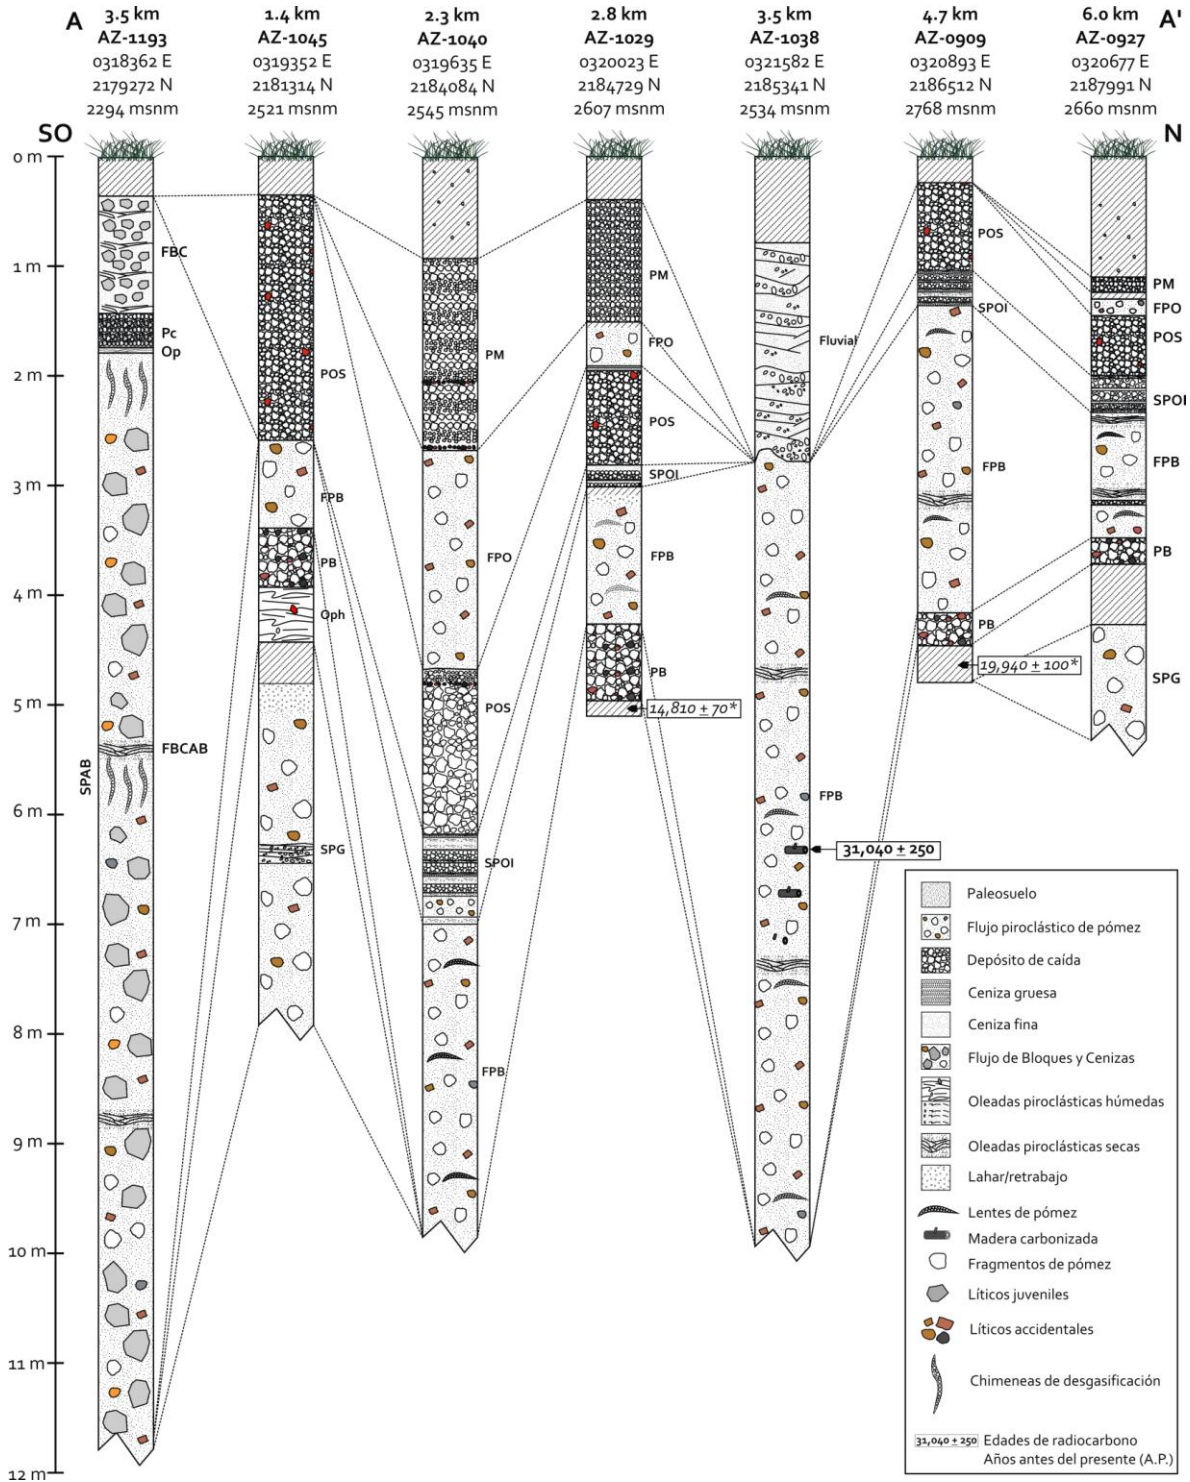 A
3.5 km
AZ-1193
0318362 E
2179272 N
2294 msnm
1.4 km
AZ-1045
0319352 E
2181314 N
2521 msnm
2.3 km
AZ-1040
0319635 E
2184084 N
2545 msnm
2.8 km
AZ-1029
0320023 E
2184729 N
2607 msnm
3.5 km
AZ-1038
0321582 E
2185341 N
2534 msnm
4.7 km
AZ-0909
0320893 E
2186512 N
2768 msnm
6.0 km
AZ-0927
0320677 E
2187991 N
2660 msnm
A'
SO
N
0 m
1 m
2 m
3 m
4 m
5 m
6 m
7 m
8 m
9 m
10 m
11 m
12 m
FBC
Pc
Op
FBCAB
SPAB
POS
FPB
PB
Oph
SPG
PM
FPO
POS
SPOI
FPB
PM
FPO
POS
SPOI
FPB
PB
14,810 ± 70*
Fluvial
FPB
31,040 ± 250
POS
SPOI
FPB
PB
19,940 ± 100*
PM
FPO
POS
SPOI
FPB
PB
SPG
Paleosuelo
Flujo piroclástico de pómez
Depósito de caída
Ceniza gruesa
Ceniza fina
Flujo de Bloques y Cenizas
Oleadas piroclásticas húmedas
Oleadas piroclásticas secas
Lahar/retrabajo
Lentes de pómez
Madera carbonizada
Fragmentos de pómez
Líticos juveniles
Líticos accidentales
Chimeneas de desgasificación
31,040 ± 250 Edades de radiocarbono
Años antes del presente (A.P.)